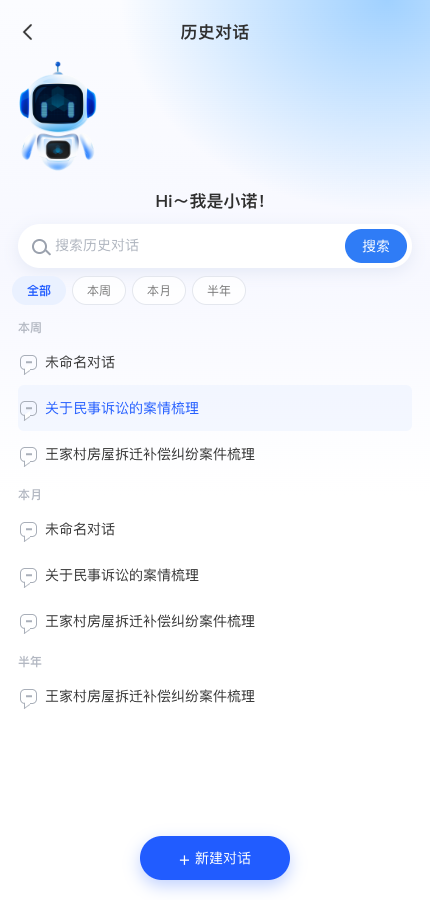 历史对话
Hi～我是小诺！
搜索历史对话
搜索
全部 本周 本月 半年
本周
未命名对话
关于民事诉讼的案情梳理
王家村房屋拆迁补偿纠纷案件梳理
本月
未命名对话
关于民事诉讼的案情梳理
王家村房屋拆迁补偿纠纷案件梳理
半年
王家村房屋拆迁补偿纠纷案件梳理
+ 新建对话